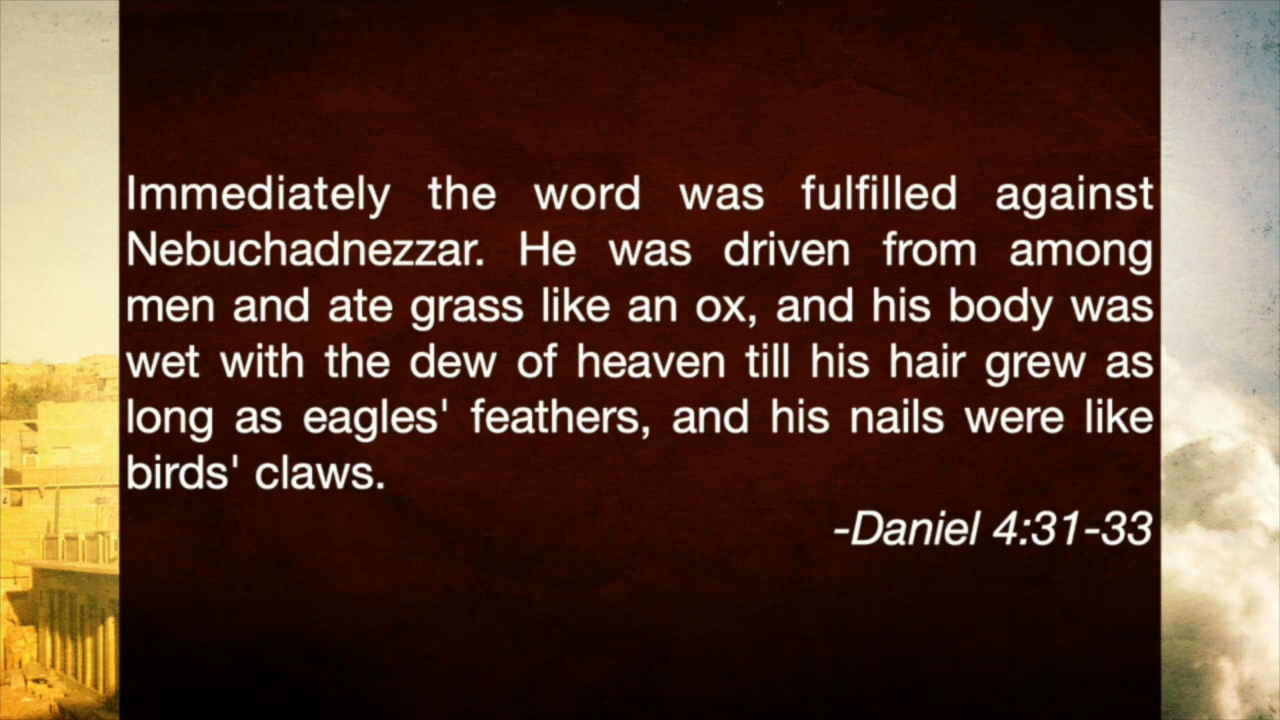 Immediately the word was fulfilled against
Nebuchadnezzar. He was driven from among
men and ate grass like an ox, and his body was
wet with the dew of heaven till his hair grew as
long as eagles' feathers, and his nails were like
birds' claws.
-Daniel 4:31-33